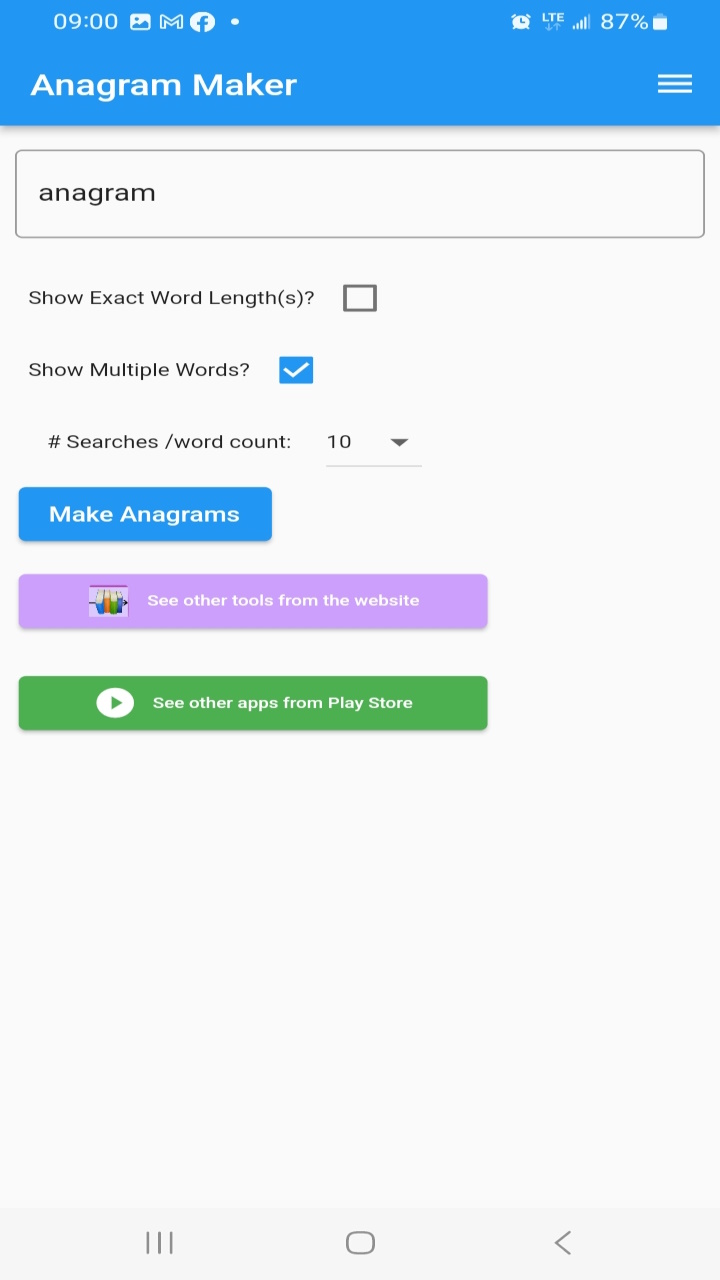 09:00 LTE 87%
Anagram Maker
anagram
Show Exact Word Length(s)?
Show Multiple Words?
# Searches /word count: 10
Make Anagrams
See other tools from the website
See other apps from Play Store